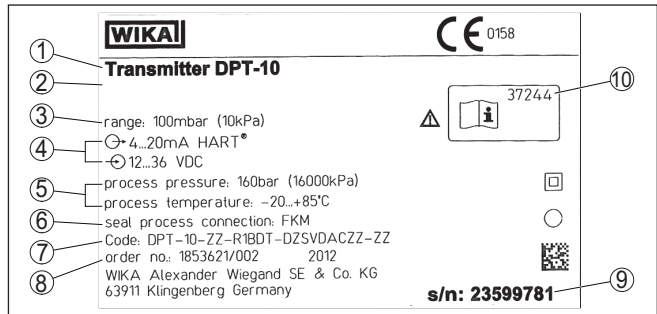 WIKA
CE 0158
① Transmitter DPT-10
②
⑩
37244
i
③ range: 100mbar (10kPa)
④ 4...20mA HART®
12...36 VDC
⑤ process pressure: 160bar (16000kPa)
process temperature: -20...+85°C
⑥ seal process connection: FKM
⑦ Code: DPT-10-ZZ-R1BDT-DZSVDACZZ-ZZ
⑧ order no.: 1853621/002 2012
WIKA Alexander Wiegand SE & Co. KG
63911 Klingenberg Germany
s/n: 23599781 ⑨